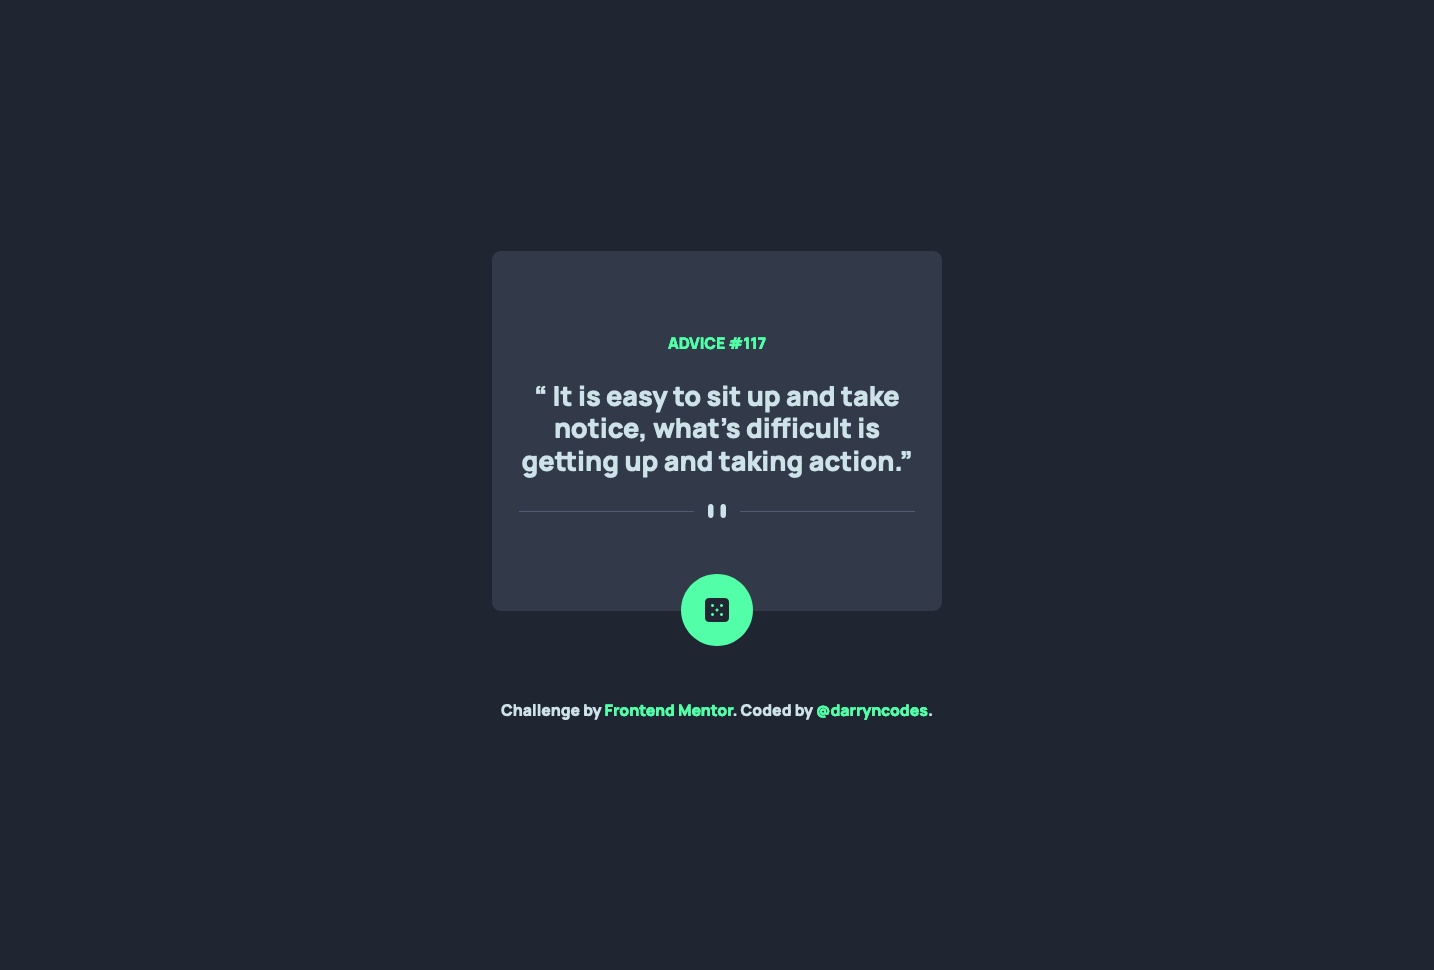 ADVICE #117
“ It is easy to sit up and take
notice, what’s difficult is
getting up and taking action.”
Challenge by Frontend Mentor. Coded by @darryncodes.